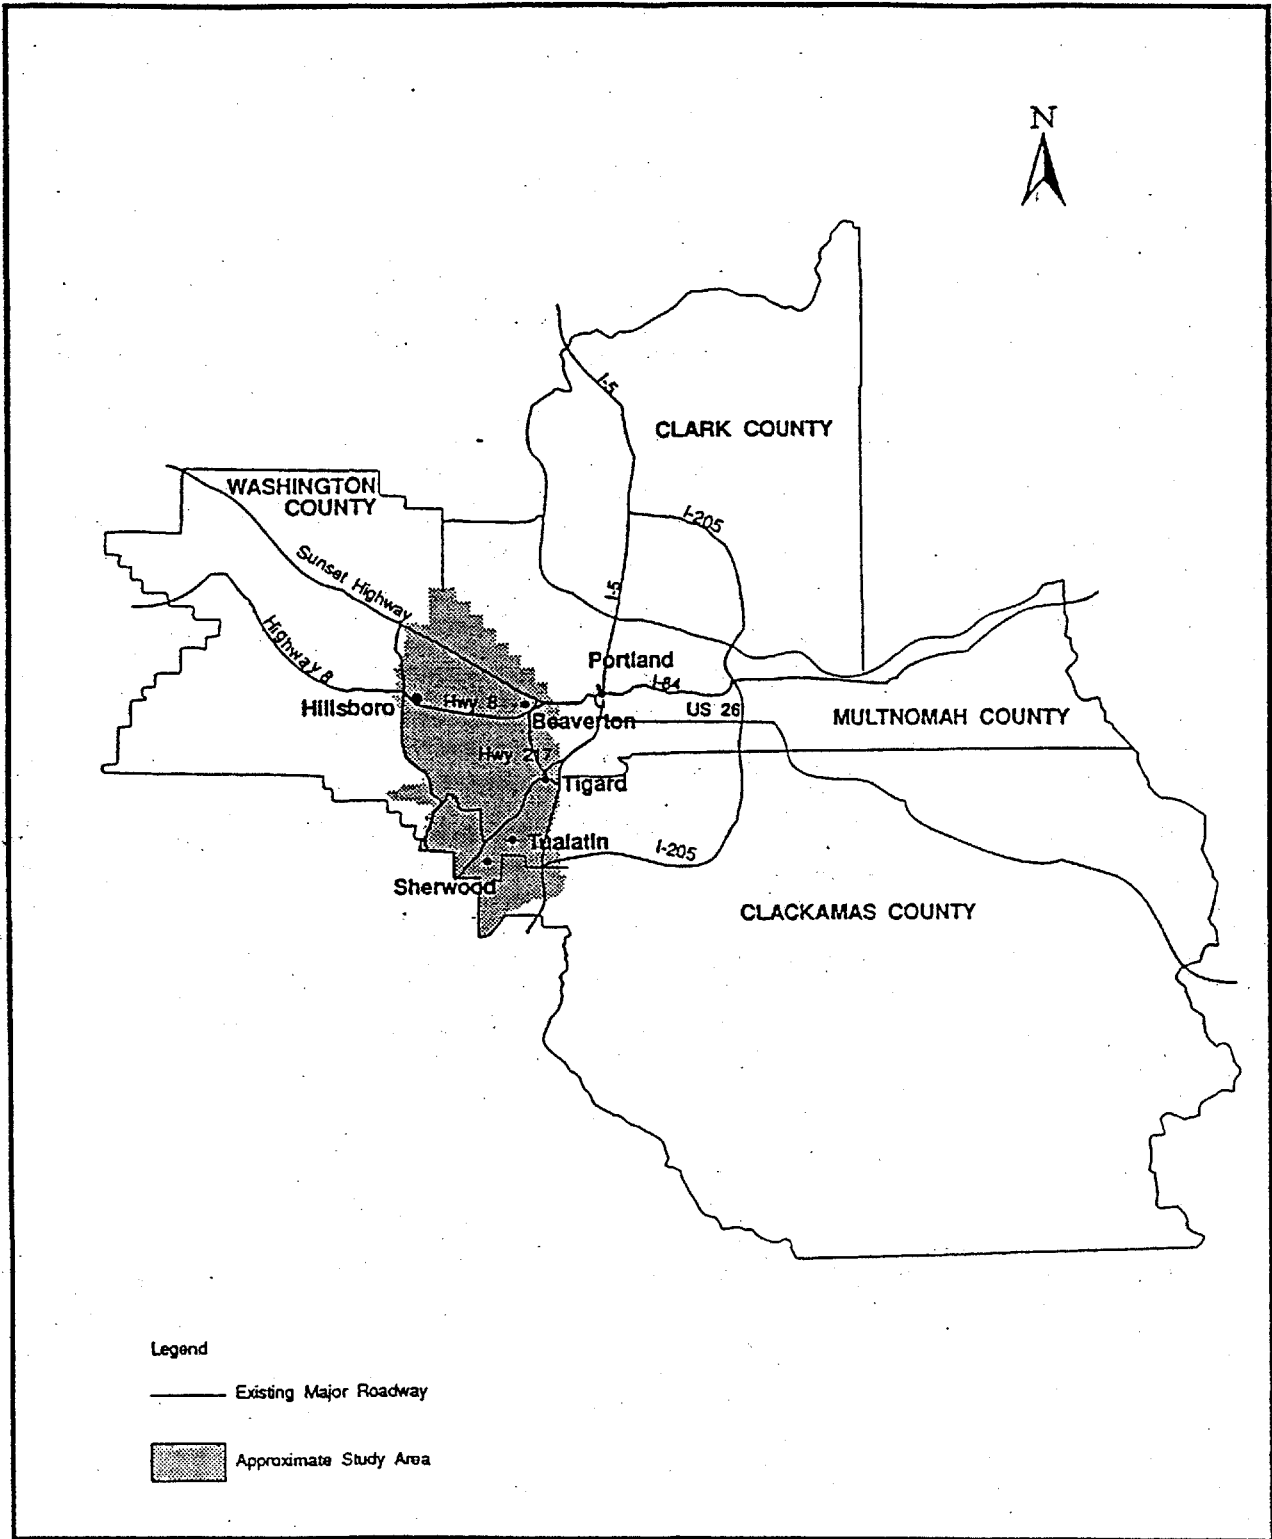 N
I-5
CLARK COUNTY
WASHINGTON
COUNTY
I-205
Sunset Highway
I-5
Highway 8
Portland
I-84
Hillsboro
Hwy 8
US 26
Beaverton
MULTNOMAH COUNTY
Hwy 217
Tigard
Tualatin
I-205
Sherwood
CLACKAMAS COUNTY
Legend
Existing Major Roadway
Approximate Study Area